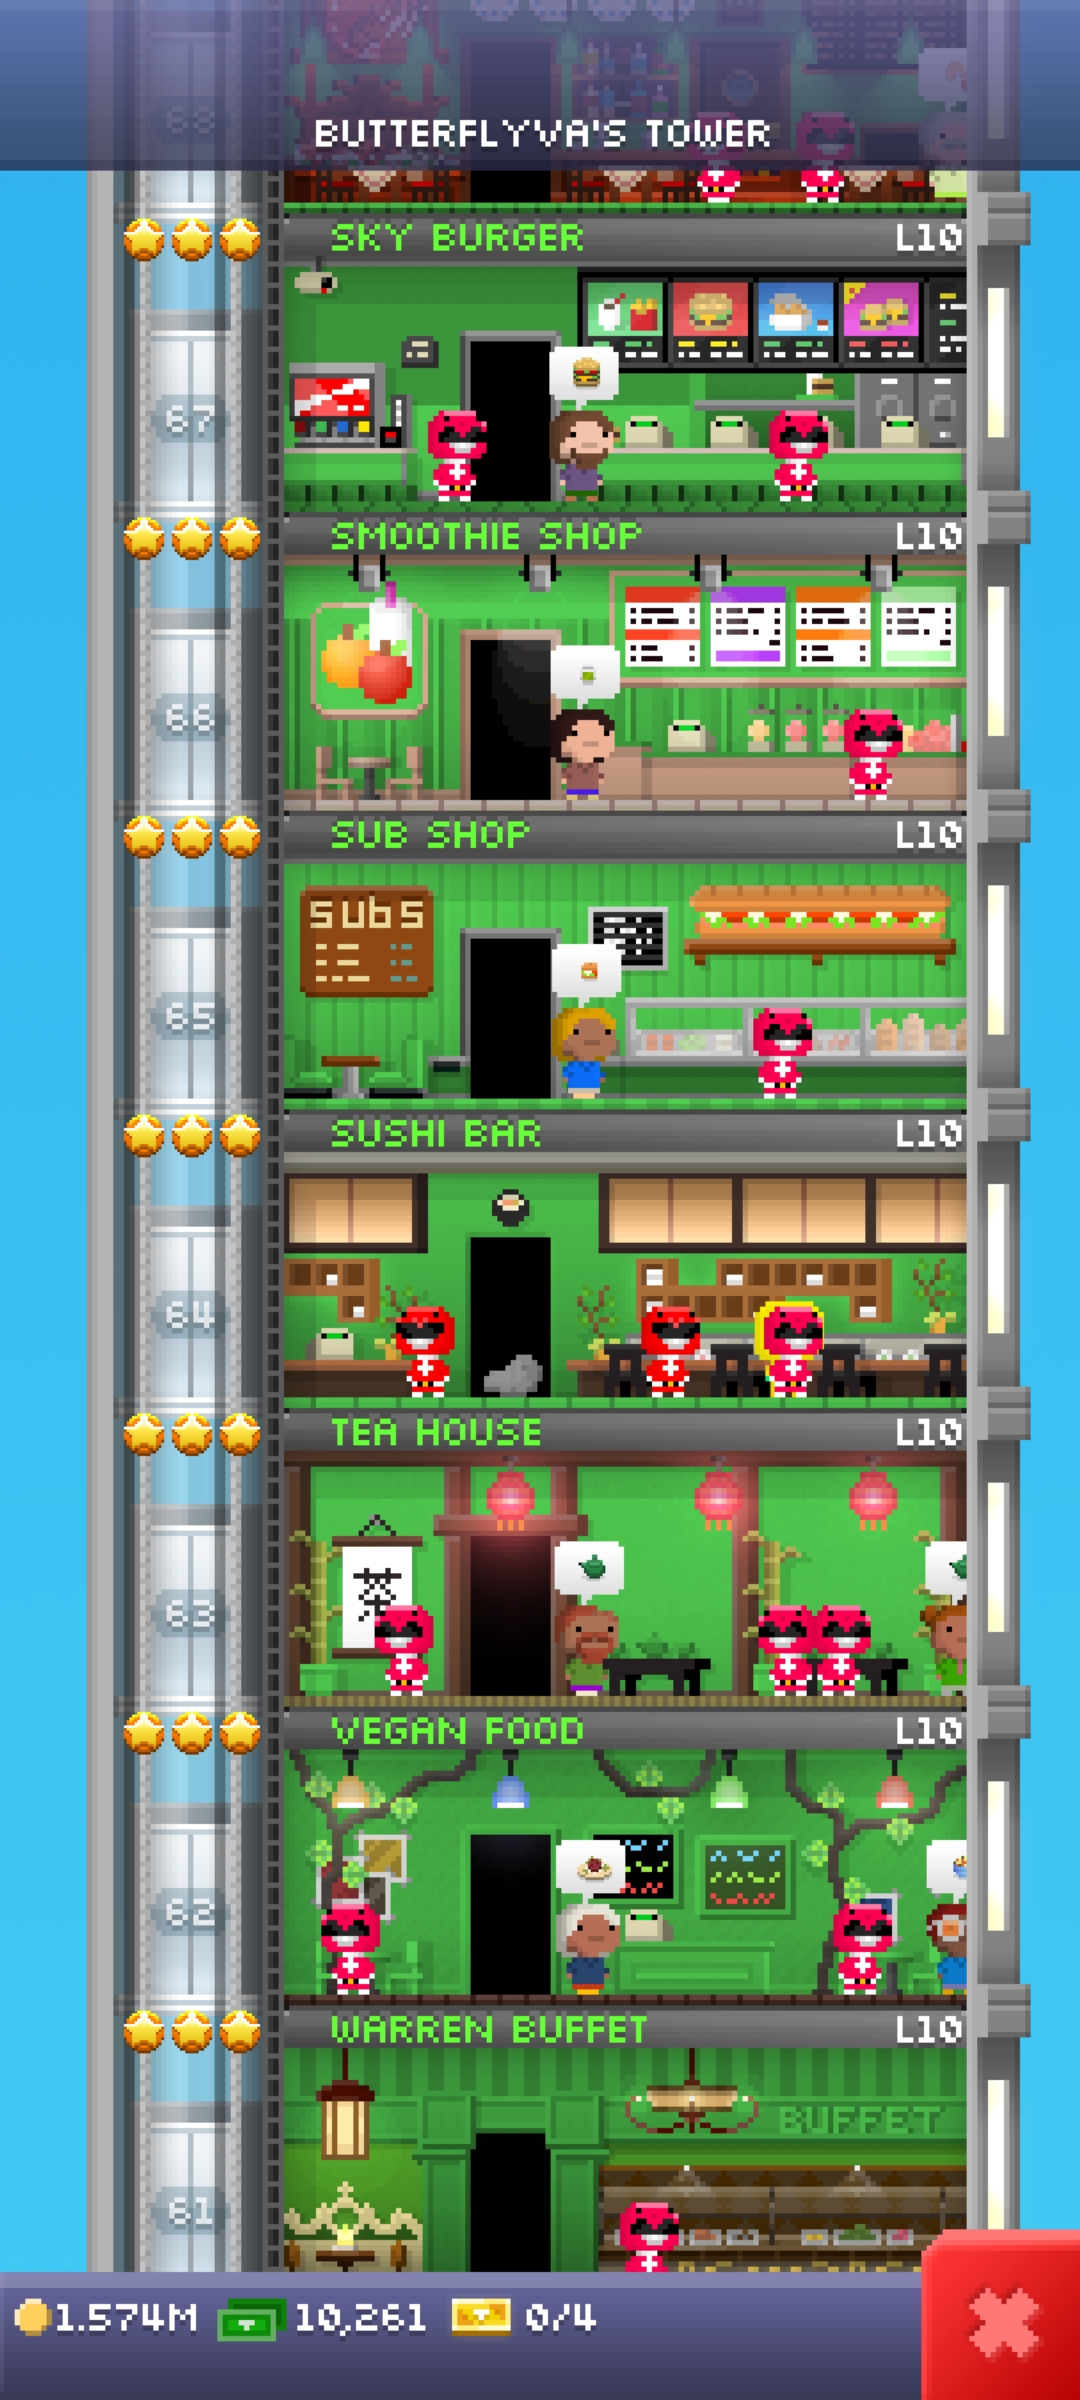 68
BUTTERFLYVA'S TOWER
SKY BURGER L10
67
SMOOTHIE SHOP L10
66
SUB SHOP L10
SUBS
65
SUSHI BAR L10
64
TEA HOUSE L10
63
VEGAN FOOD L10
62
WARREN BUFFET L10
BUFFET
61
1.574M 10,261 0/4